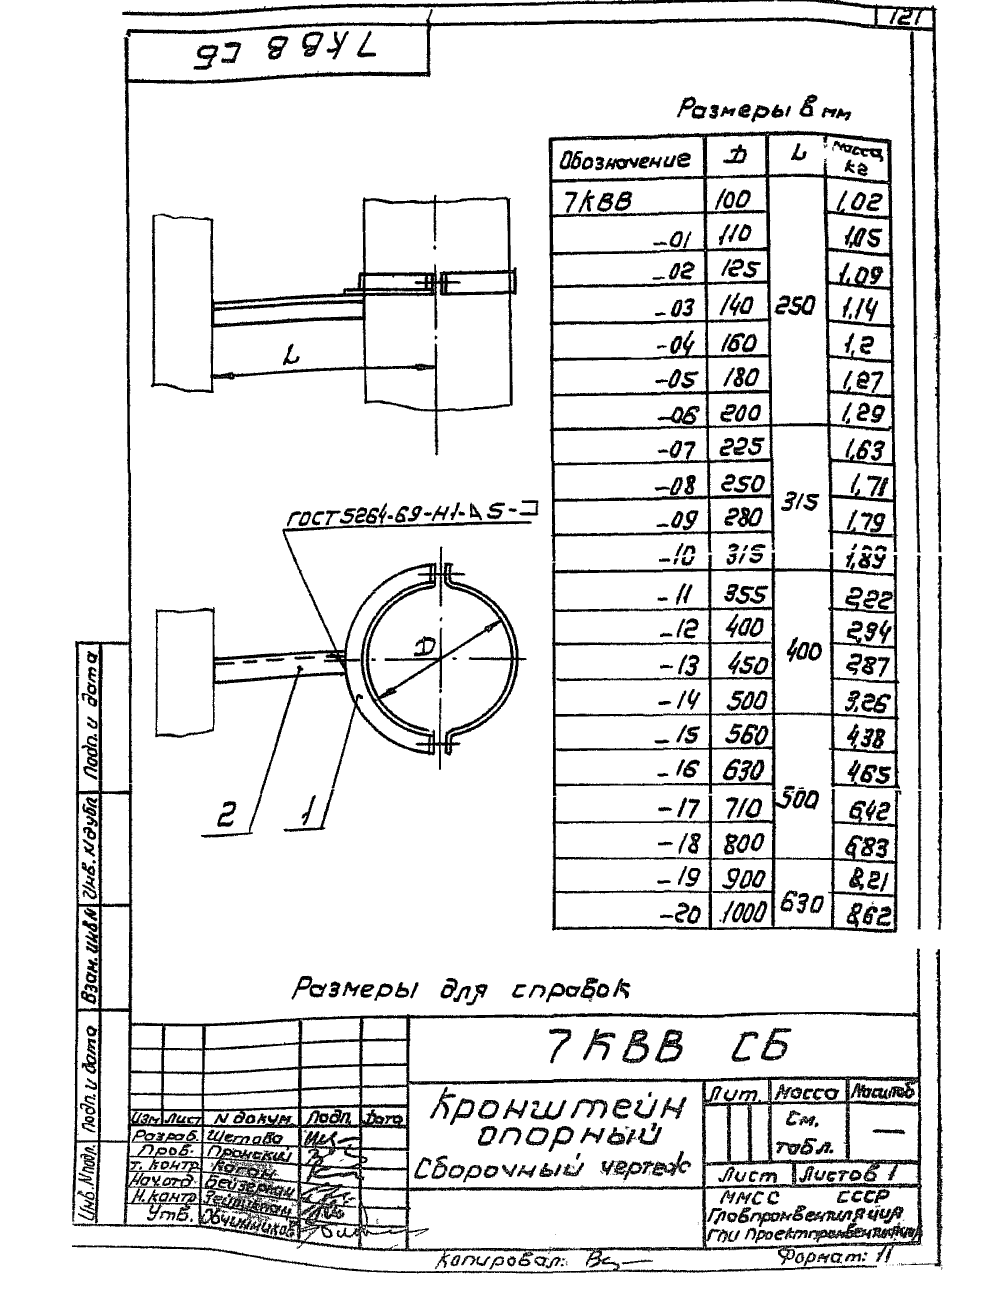 121
7КВВ СБ
Размеры в мм
Обозначение D L Масса, кг
7КВВ 100 250 1,02
-01 110 1,05
-02 125 1,09
-03 140 1,14
-04 160 1,2
-05 180 1,27
-06 200 1,29
-07 225 315 1,63
-08 250 1,71
-09 280 1,79
-10 315 1,89
-11 355 400 2,22
-12 400 2,94
-13 450 2,87
-14 500 3,26
-15 560 500 4,38
-16 630 4,65
-17 710 6,42
-18 800 6,83
-19 900 630 8,21
-20 1000 8,62
L
ГОСТ 5264-69-Н1-Δ5-
D
2 1
Размеры для справок
7КВВ СБ
Кронштейн
опорный
Сборочный чертеж
Лит. Масса Масштаб
См.
табл.
—
Лист Листов 1
ММСС СССР
Главпромвентиляция
ГПИ Проектпромвентиляция
Изм Лист N докум. Подп. Дата
Разраб.
Пров. Пронский
Т. контр. Коган
Нач. отд.
Н. контр.
Утв. Овчинников
Подп. и дата
Инв. N дубл
Взам. инв. N
Подп. и дата
Инв. N подл.
Копировал:
Формат: 11